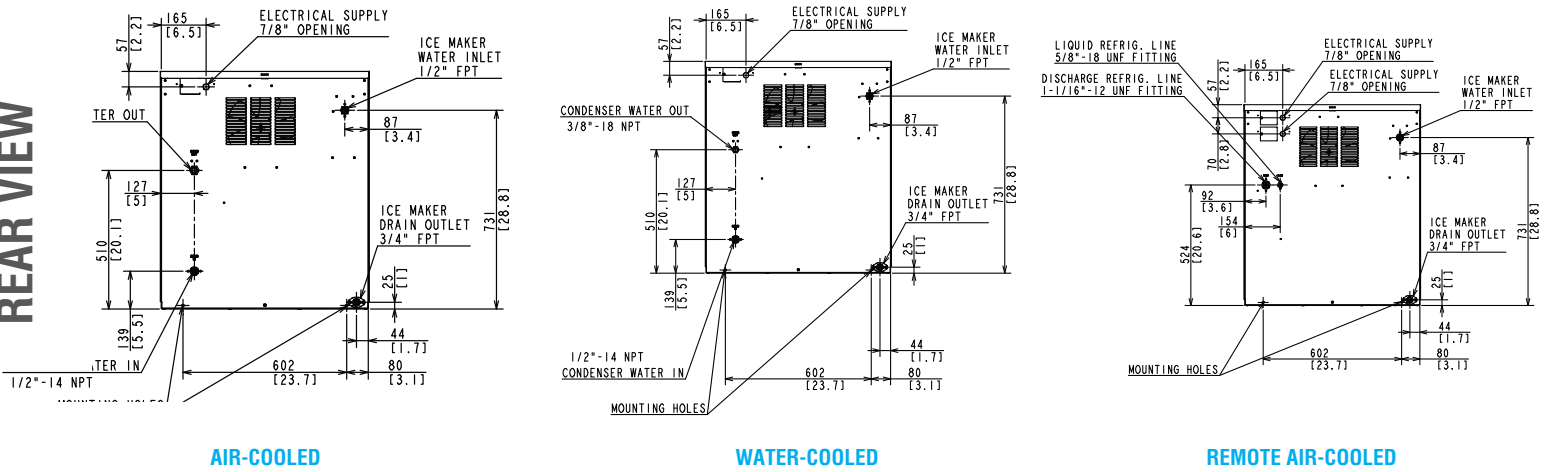 REAR VIEW
165
[6.5]
57
[2.2]
ELECTRICAL SUPPLY
7/8" OPENING
ICE MAKER
WATER INLET
1/2" FPT
TER OUT
87
[3.4]
127
[5]
510
[20.1]
731
[28.8]
ICE MAKER
DRAIN OUTLET
3/4" FPT
25
[1]
139
[5.5]
44
[1.7]
TER IN
1/2"-14 NPT
602
[23.7]
80
[3.1]
MOUNTING HOLES
AIR-COOLED
165
[6.5]
57
[2.2]
ELECTRICAL SUPPLY
7/8" OPENING
ICE MAKER
WATER INLET
1/2" FPT
CONDENSER WATER OUT
3/8"-18 NPT
87
[3.4]
127
[5]
510
[20.1]
731
[28.8]
ICE MAKER
DRAIN OUTLET
3/4" FPT
25
[1]
139
[5.5]
44
[1.7]
1/2"-14 NPT
CONDENSER WATER IN
602
[23.7]
80
[3.1]
MOUNTING HOLES
WATER-COOLED
LIQUID REFRIG. LINE
5/8"-18 UNF FITTING
DISCHARGE REFRIG. LINE
1-1/16"-12 UNF FITTING
165
[6.5]
57
[2.2]
ELECTRICAL SUPPLY
7/8" OPENING
ELECTRICAL SUPPLY
7/8" OPENING
ICE MAKER
WATER INLET
1/2" FPT
70
[2.8]
87
[3.4]
92
[3.6]
154
[6]
524
[20.6]
731
[28.8]
ICE MAKER
DRAIN OUTLET
3/4" FPT
25
[1]
44
[1.7]
602
[23.7]
80
[3.1]
MOUNTING HOLES
REMOTE AIR-COOLED